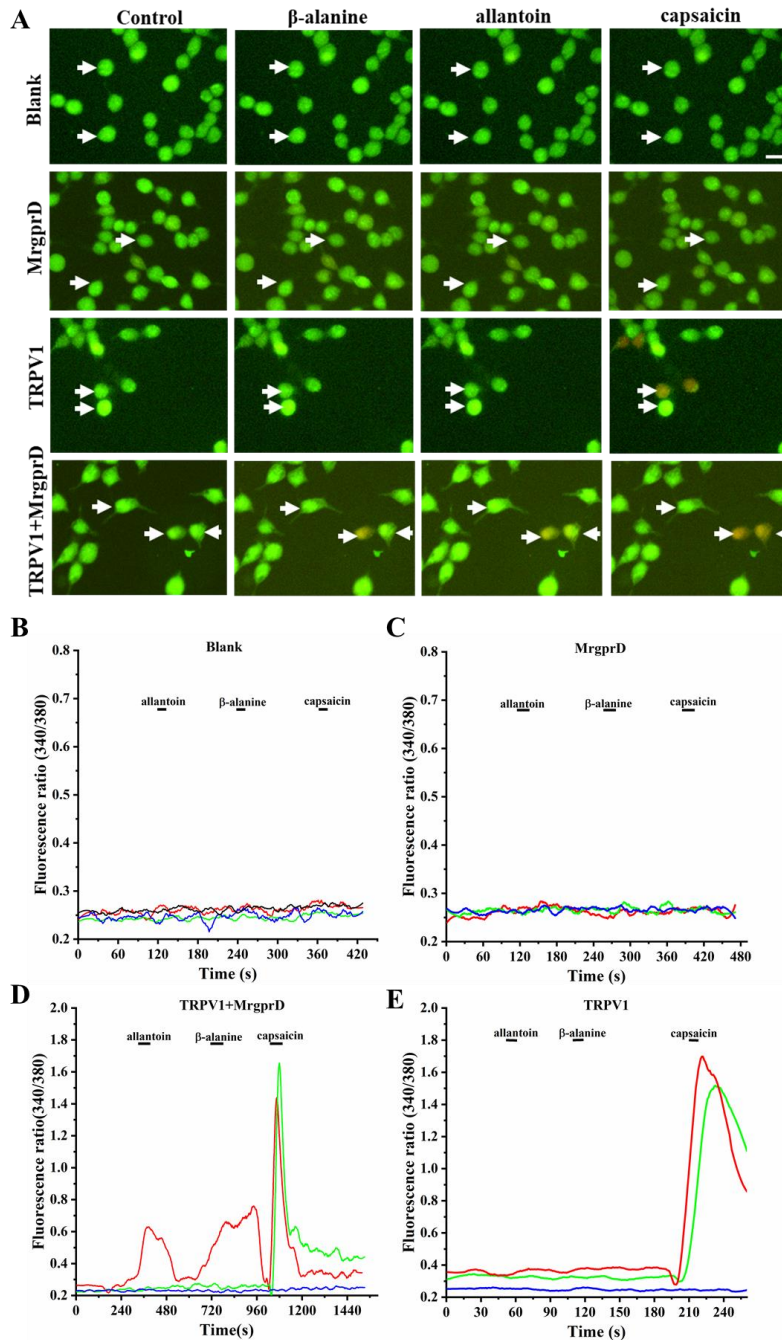 A
Control β-alanine allantoin capsaicin
Blank
MrgprD
TRPV1
TRPV1+MrgprD
B
Blank
allantoin β-alanine capsaicin
Fluorescence ratio (340/380)
0.8
0.7
0.6
0.5
0.4
0.3
0.2
0 60 120 180 240 300 360 420
Time (s)
C
MrgprD
allantoin β-alanine capsaicin
Fluorescence ratio (340/380)
0.8
0.7
0.6
0.5
0.4
0.3
0.2
0 60 120 180 240 300 360 420 480
Time (s)
D
TRPV1+MrgprD
allantoin β-alanine capsaicin
Fluorescence ratio(340/380)
2.0
1.8
1.6
1.4
1.2
1.0
0.8
0.6
0.4
0.2
0 240 480 720 960 1200 1440
Time(s)
E
TRPV1
allantoin β-alanine capsaicin
Fluorescence ratio (340/380)
2.0
1.8
1.6
1.4
1.2
1.0
0.8
0.6
0.4
0.2
0 30 60 90 120 150 180 210 240
Time(s)